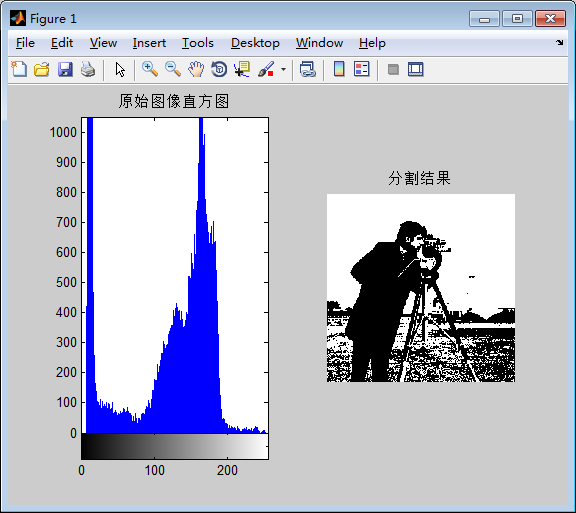 Figure 1
File Edit View Insert Tools Desktop Window Help
原始图像直方图
1000
900
800
700
600
500
400
300
200
100
0
0 100 200
分割结果